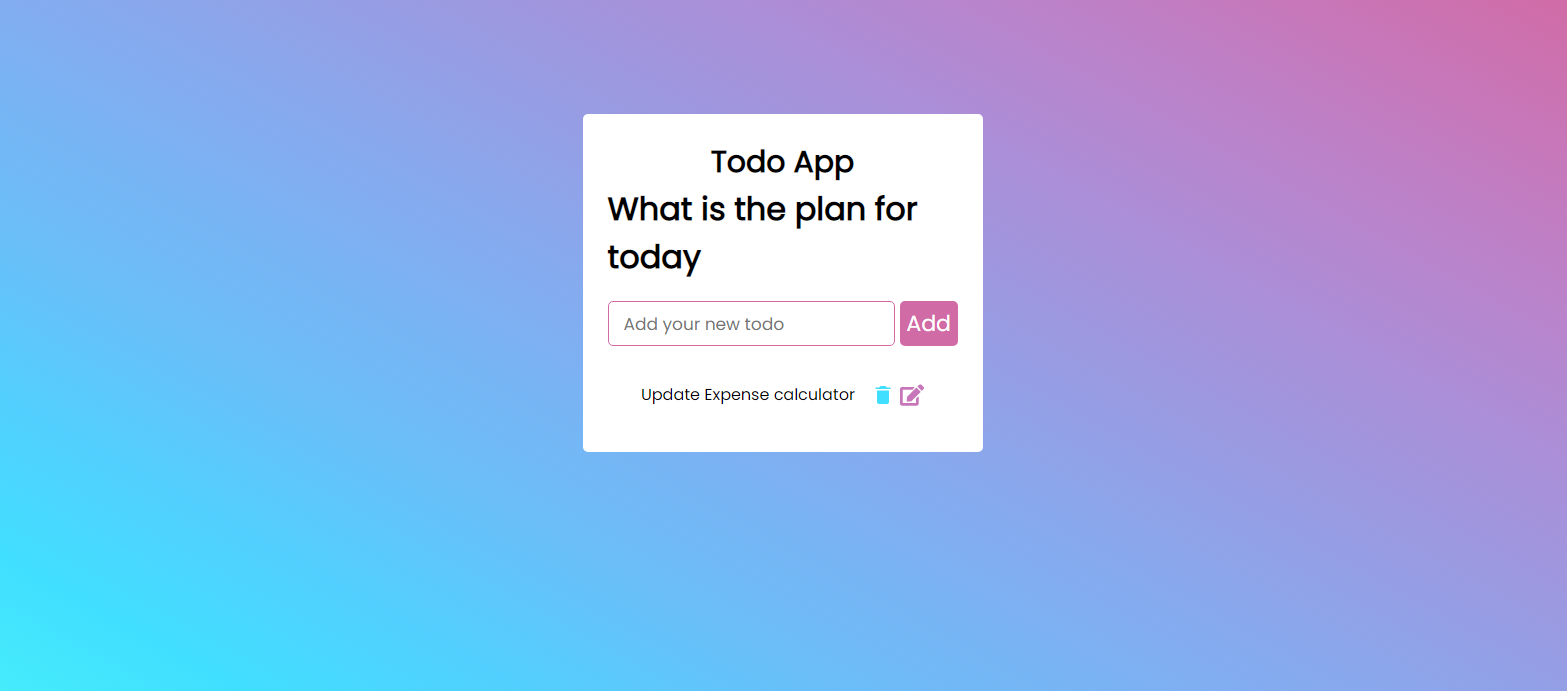 Todo App
What is the plan for
today
Add your new todo Add
Update Expense calculator